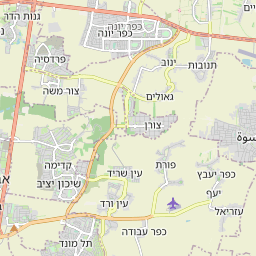 גנות הדר
כפר יונה
כפר יונה
פרדסיה
ינוב
תנובות
צור משה
גאולים
צורן
קדימה
שיכון יציב
עין שריד
פורת
כפר יעבץ
יעף
עזריאל
עין ורד
תל מונד
כפר עבודה